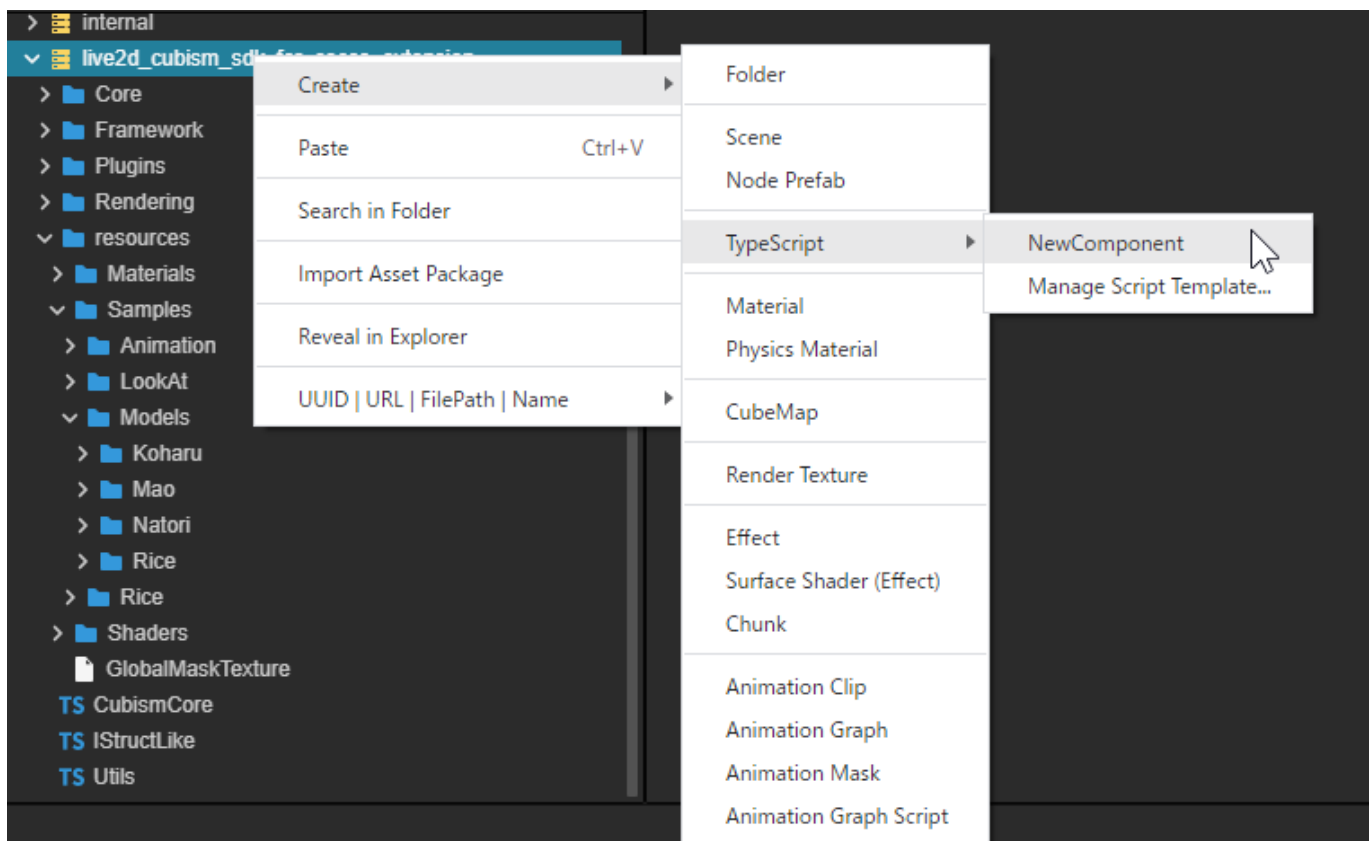 internal
live2d_cubism_sdk_for_cocos_extension
Core
Framework
Plugins
Rendering
resources
Materials
Samples
Animation
LookAt
Models
Koharu
Mao
Natori
Rice
Rice
Shaders
GlobalMaskTexture
TS CubismCore
TS IStructLike
TS Utils
Create
Paste Ctrl+V
Search in Folder
Import Asset Package
Reveal in Explorer
UUID | URL | FilePath | Name
Folder
Scene
Node Prefab
TypeScript
Material
Physics Material
CubeMap
Render Texture
Effect
Surface Shader (Effect)
Chunk
Animation Clip
Animation Graph
Animation Mask
Animation Graph Script
NewComponent
Manage Script Template...